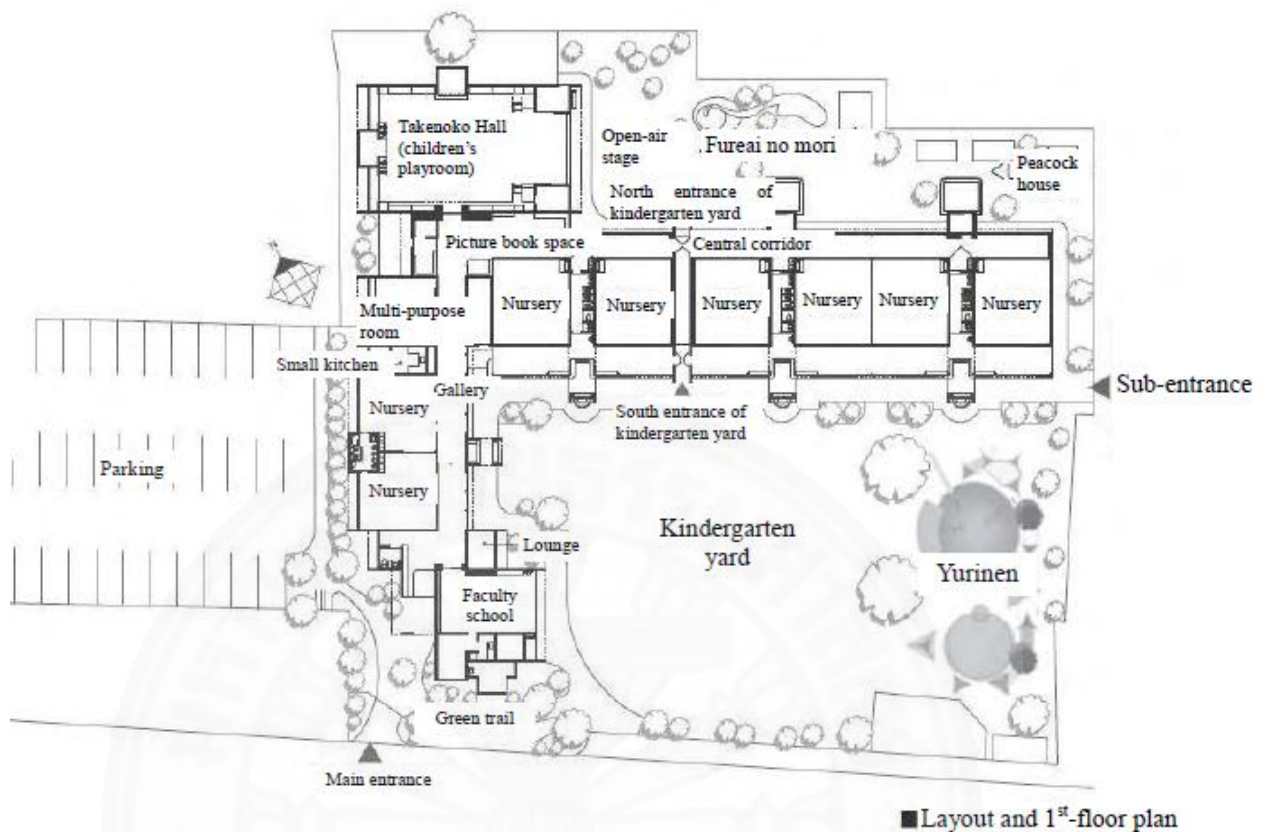 Takenoko Hall
(children's
playroom)
Open-air
stage
Fureai no mori
Peacock
house
North entrance of
kindergarten yard
Picture book space
Central corridor
Nursery
Nursery
Nursery
Nursery
Nursery
Nursery
Multi-purpose
room
Small kitchen
Gallery
Sub-entrance
Nursery
South entrance of
kindergarten yard
Parking
Nursery
Kindergarten
yard
Lounge
Yurinen
Faculty
school
Green trail
Main entrance
■Layout and 1st-floor plan